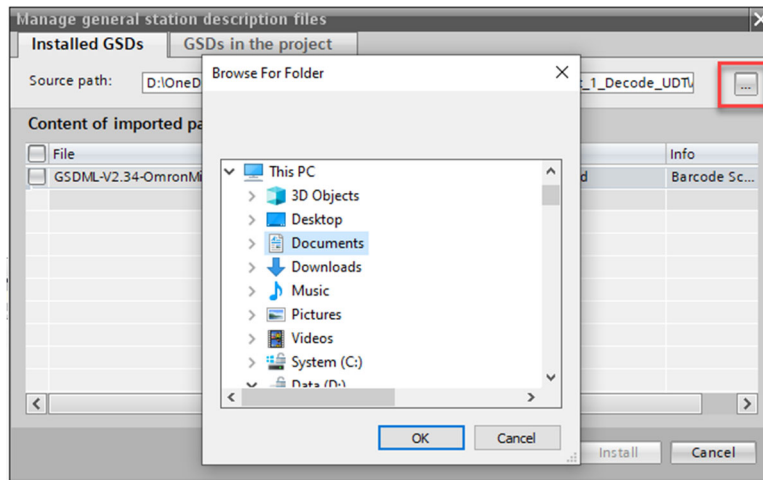 Manage general station description files
Installed GSDs
GSDs in the project
Source path:
D:\OneD
:_1_Decode_UDT\
...
Content of imported pa
File
Info
GSDML-V2.34-OmronMi
d
Barcode Sc...
Browse For Folder
This PC
3D Objects
Desktop
Documents
Downloads
Music
Pictures
Videos
System (C:)
Data (D:)
OK
Cancel
Install
Cancel